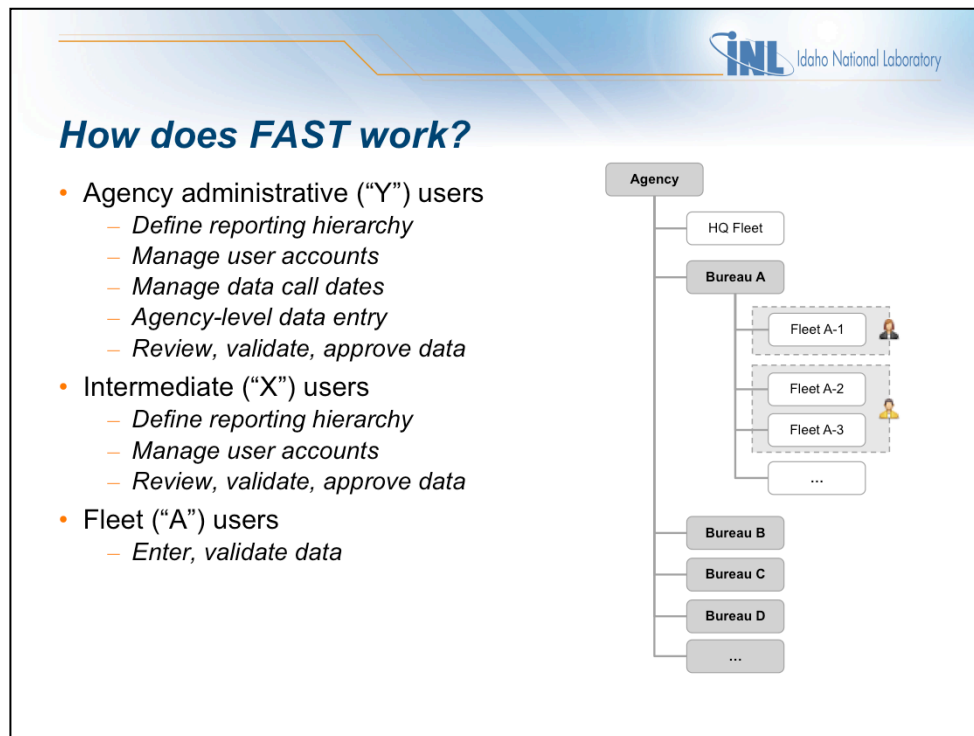 INL Idaho National Laboratory
How does FAST work?
• Agency administrative (“Y”) users
– Define reporting hierarchy
– Manage user accounts
– Manage data call dates
– Agency-level data entry
– Review, validate, approve data
• Intermediate (“X”) users
– Define reporting hierarchy
– Manage user accounts
– Review, validate, approve data
• Fleet (“A”) users
– Enter, validate data
Agency
HQ Fleet
Bureau A
Fleet A-1
Fleet A-2
Fleet A-3
...
Bureau B
Bureau C
Bureau D
...